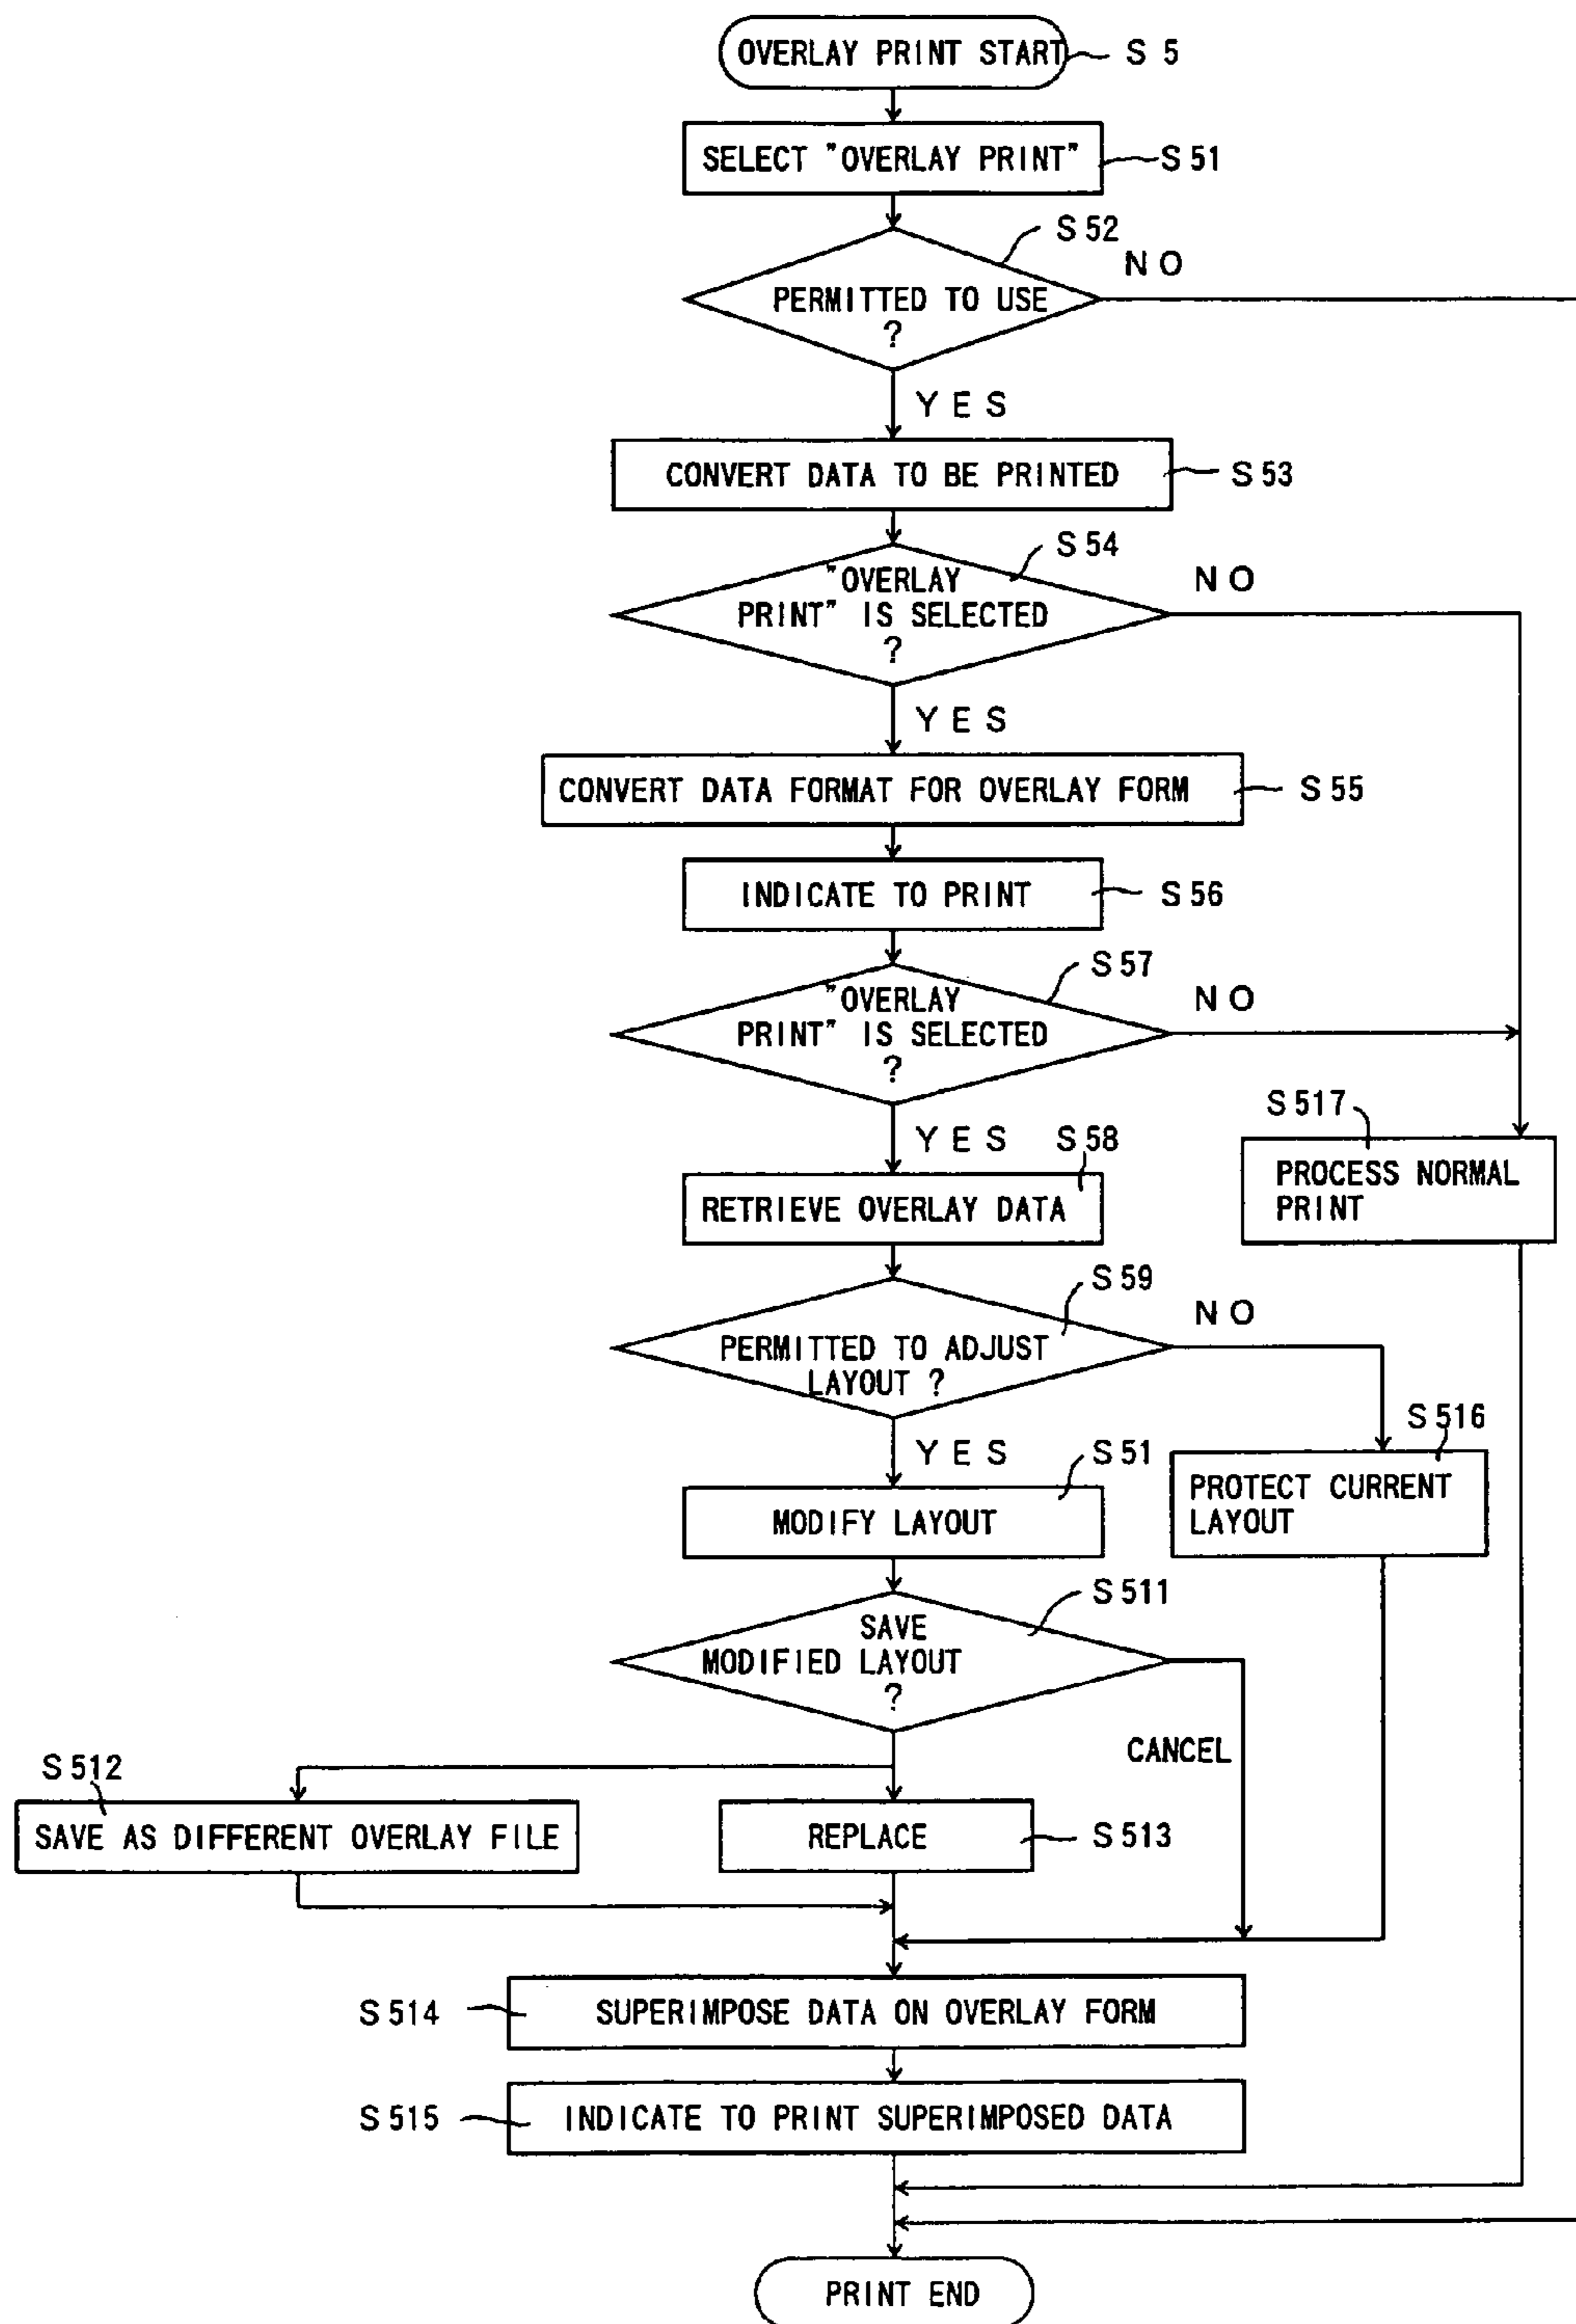 OVERLAY PRINT START
S 5
SELECT "OVERLAY PRINT"
S 51
S 52
NO
PERMITTED TO USE
?
YES
CONVERT DATA TO BE PRINTED
S 53
S 54
"OVERLAY
PRINT" IS SELECTED
?
NO
YES
CONVERT DATA FORMAT FOR OVERLAY FORM
S 55
INDICATE TO PRINT
S 56
S 57
"OVERLAY
PRINT" IS SELECTED
?
NO
YES
S 58
RETRIEVE OVERLAY DATA
S 517
PROCESS NORMAL
PRINT
S 59
NO
PERMITTED TO ADJUST
LAYOUT ?
YES
S 51
MODIFY LAYOUT
S 516
PROTECT CURRENT
LAYOUT
S 511
SAVE
MODIFIED LAYOUT
?
CANCEL
S 512
SAVE AS DIFFERENT OVERLAY FILE
REPLACE
S 513
S 514
SUPERIMPOSE DATA ON OVERLAY FORM
S 515
INDICATE TO PRINT SUPERIMPOSED DATA
PRINT END